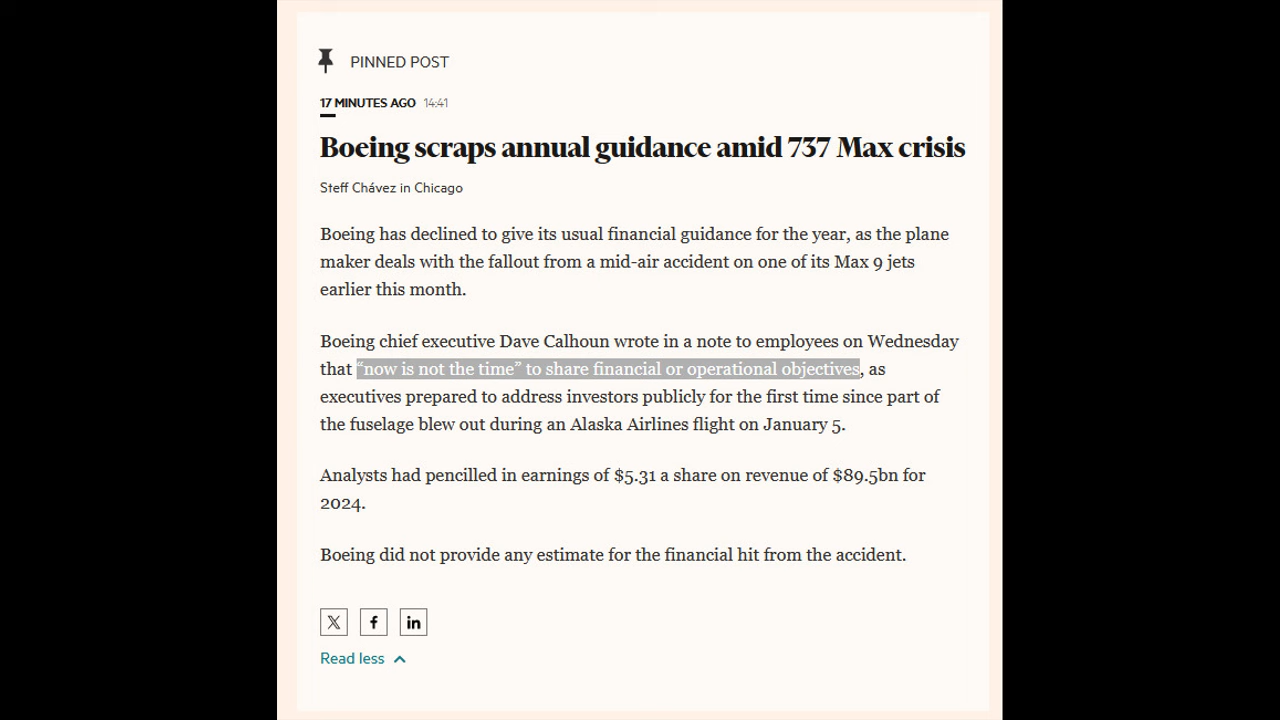 PINNED POST
17 MINUTES AGO 14:41
Boeing scraps annual guidance amid 737 Max crisis
Steff Chávez in Chicago
Boeing has declined to give its usual financial guidance for the year, as the plane
maker deals with the fallout from a mid-air accident on one of its Max 9 jets
earlier this month.
Boeing chief executive Dave Calhoun wrote in a note to employees on Wednesday
that “now is not the time” to share financial or operational objectives, as
executives prepared to address investors publicly for the first time since part of
the fuselage blew out during an Alaska Airlines flight on January 5.
Analysts had pencilled in earnings of $5.31 a share on revenue of $89.5bn for
2024.
Boeing did not provide any estimate for the financial hit from the accident.
X f in
Read less